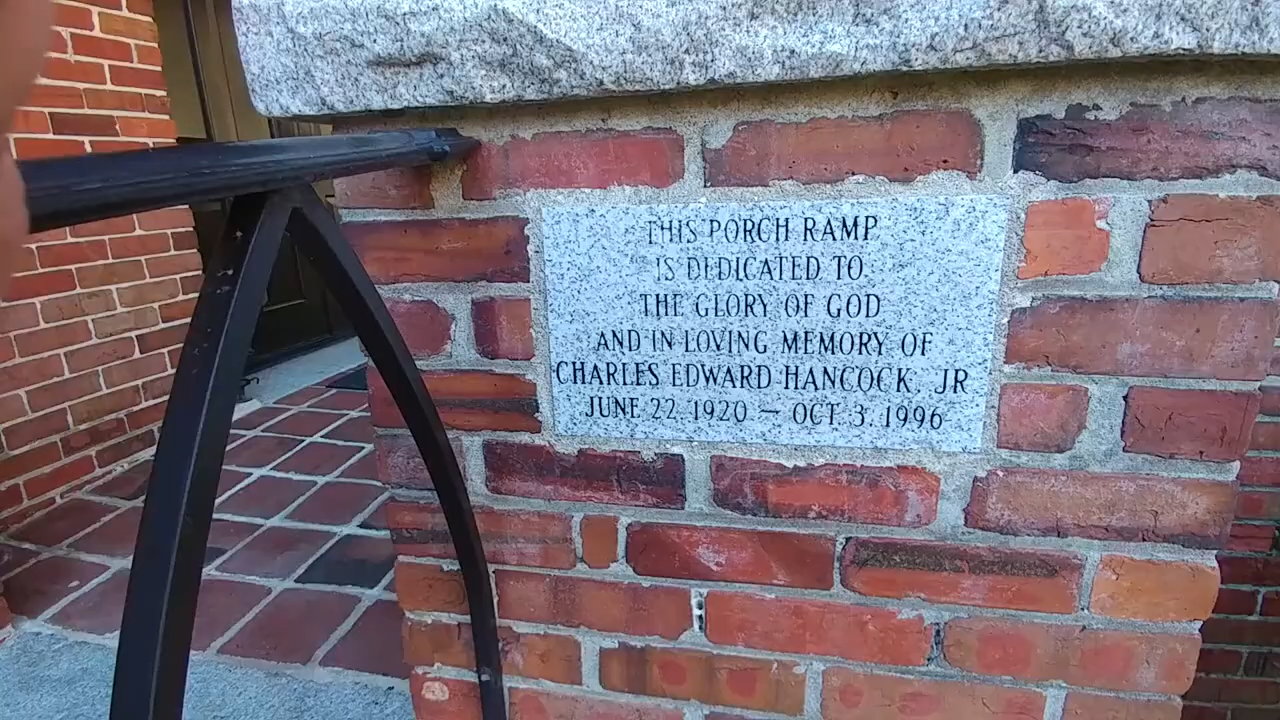 THIS PORCH RAMP
IS DEDICATED TO
THE GLORY OF GOD
AND IN LOVING MEMORY OF
CHARLES EDWARD HANCOCK, JR
JUNE 22, 1920 — OCT. 3, 1996